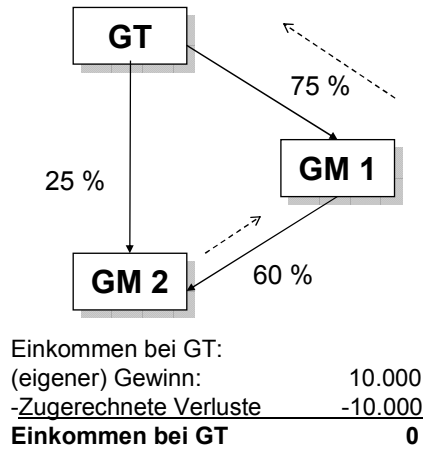 GT
75 %
GM 1
25 %
60 %
GM 2
Einkommen bei GT:
(eigener) Gewinn: 10.000
-Zugerechnete Verluste -10.000
Einkommen bei GT 0